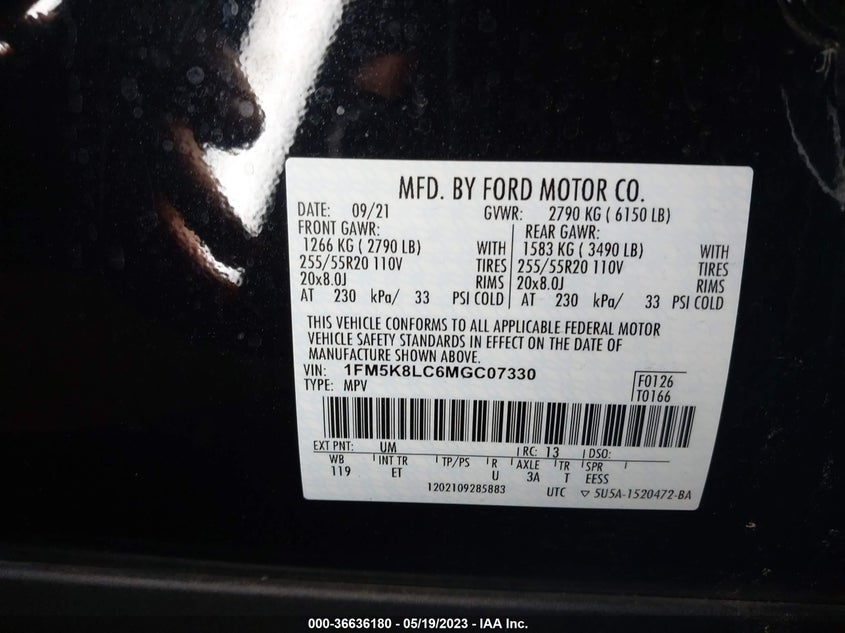 MFD. BY FORD MOTOR CO.
DATE: 09/21 GVWR: 2790 KG ( 6150 LB)
FRONT GAWR: REAR GAWR:
1266 KG ( 2790 LB) WITH 1583 KG ( 3490 LB) WITH
255/55R20 110V TIRES 255/55R20 110V TIRES
20x8.0J RIMS 20x8.0J RIMS
AT 230 kPa/ 33 PSI COLD AT 230 kPa/ 33 PSI COLD
THIS VEHICLE CONFORMS TO ALL APPLICABLE FEDERAL MOTOR
VEHICLE SAFETY STANDARDS IN EFFECT ON THE DATE OF
MANUFACTURE SHOWN ABOVE.
VIN: 1FM5K8LC6MGC07330
TYPE: MPV
F0126
T0166
EXT PNT: UM RC: 13 DSO:
WB INT TR TP/PS R AXLE TR SPR
119 ET U 3A T EESS
1202109285883 UTC ▽ 5U5A-1520472-BA
000-36636180 - 05/19/2023 - IAA Inc.